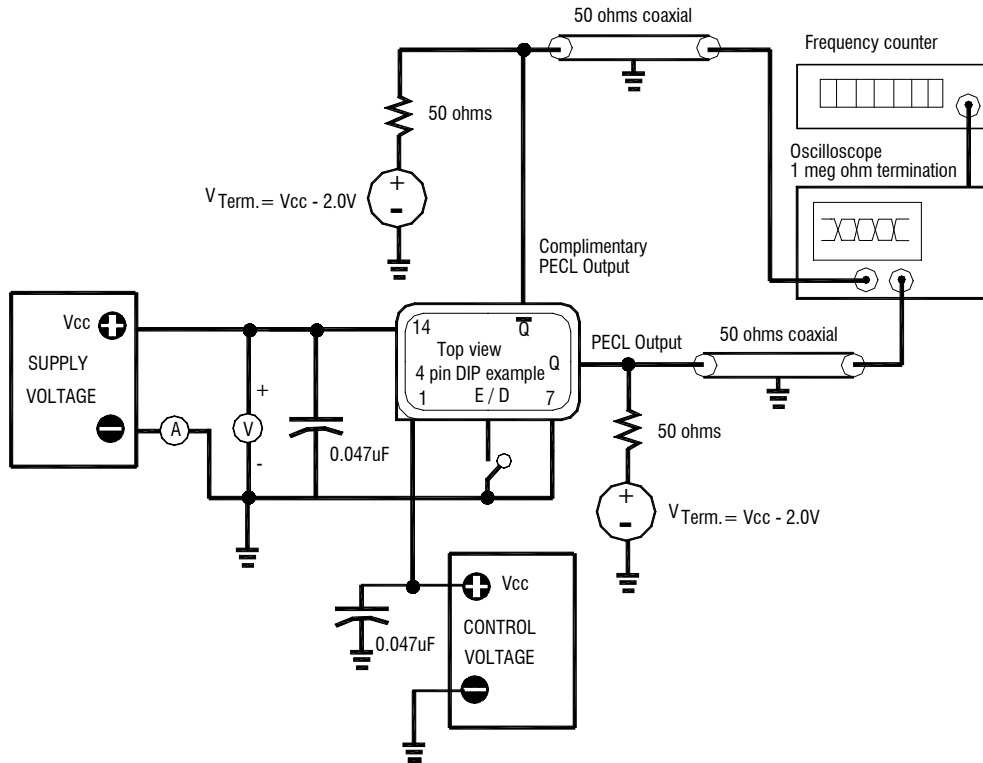 50 ohms coaxial
Frequency counter
50 ohms
Oscilloscope
1 meg ohm termination
V Term. = Vcc - 2.0V
+
-
Complimentary
PECL Output
Vcc +
SUPPLY
VOLTAGE
-
A
+
V
-
0.047uF
14
Q
Top view
Q
4 pin DIP example
1
E / D
7
PECL Output
50 ohms coaxial
50 ohms
+
-
V Term. = Vcc - 2.0V
+ Vcc
0.047uF
CONTROL
VOLTAGE
-